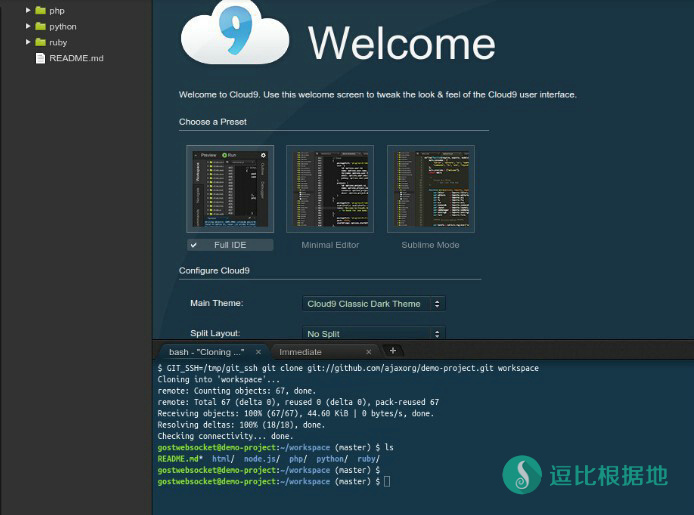 php
python
ruby
README.md
9
Welcome
Welcome to Cloud9. Use this welcome screen to tweak the look & feel of the Cloud9 user interface.
Choose a Preset
Full IDE
Minimal Editor
Sublime Mode
Configure Cloud9
Main Theme:
Cloud9 Classic Dark Theme
Split Layout:
No Split
bash - "Cloning ..." ×
Immediate ×
+
$ GIT_SSH=/tmp/git_ssh git clone git://github.com/ajaxorg/demo-project.git workspace
Cloning into 'workspace'...
remote: Counting objects: 67, done.
remote: Total 67 (delta 0), reused 0 (delta 0), pack-reused 67
Receiving objects: 100% (67/67), 44.60 KiB | 0 bytes/s, done.
Resolving deltas: 100% (18/18), done.
Checking connectivity... done.
gostwebsocket@demo-project:~/workspace (master) $ ls
README.md* html/ node.js/ php/ python/ ruby/
gostwebsocket@demo-project:~/workspace (master) $
gostwebsocket@demo-project:~/workspace (master) $
逗比根据地